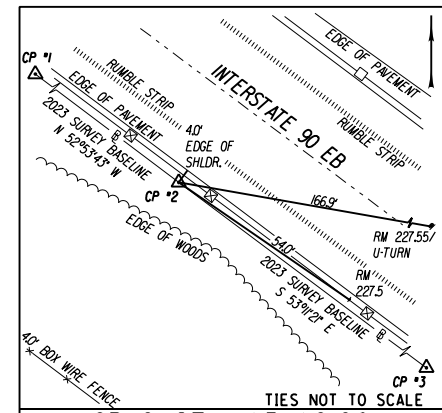 CP #1
EDGE OF PAVEMENT
RUMBLE STRIP
INTERSTATE 90 EB
EDGE OF PAVEMENT
RUMBLE STRIP
4.0'
EDGE OF
SHLDR.
2023 SURVEY BASELINE
N 52°53'43" W
CP #2
166.9'
RM 227.55/
U-TURN
EDGE OF WOODS
54.0'
RM
227.5
2023 SURVEY BASELINE
S 53°11'21" E
CP #3
4.0' BOX WIRE FENCE
TIES NOT TO SCALE